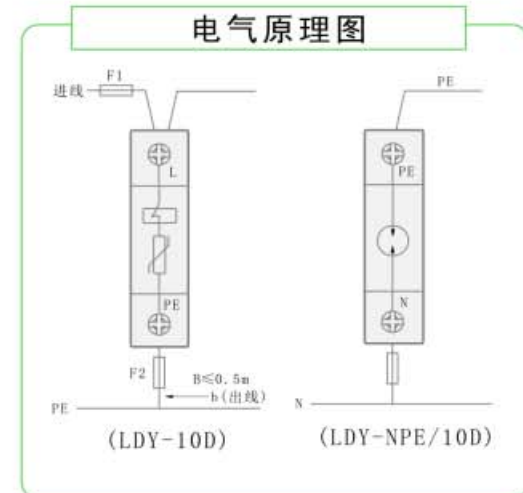 电气原理图
F1
进线
L
PE
F2
B≤0.5m
b(出线)
PE
(LDY-10D)
PE
PE
N
N
(LDY-NPE/10D)